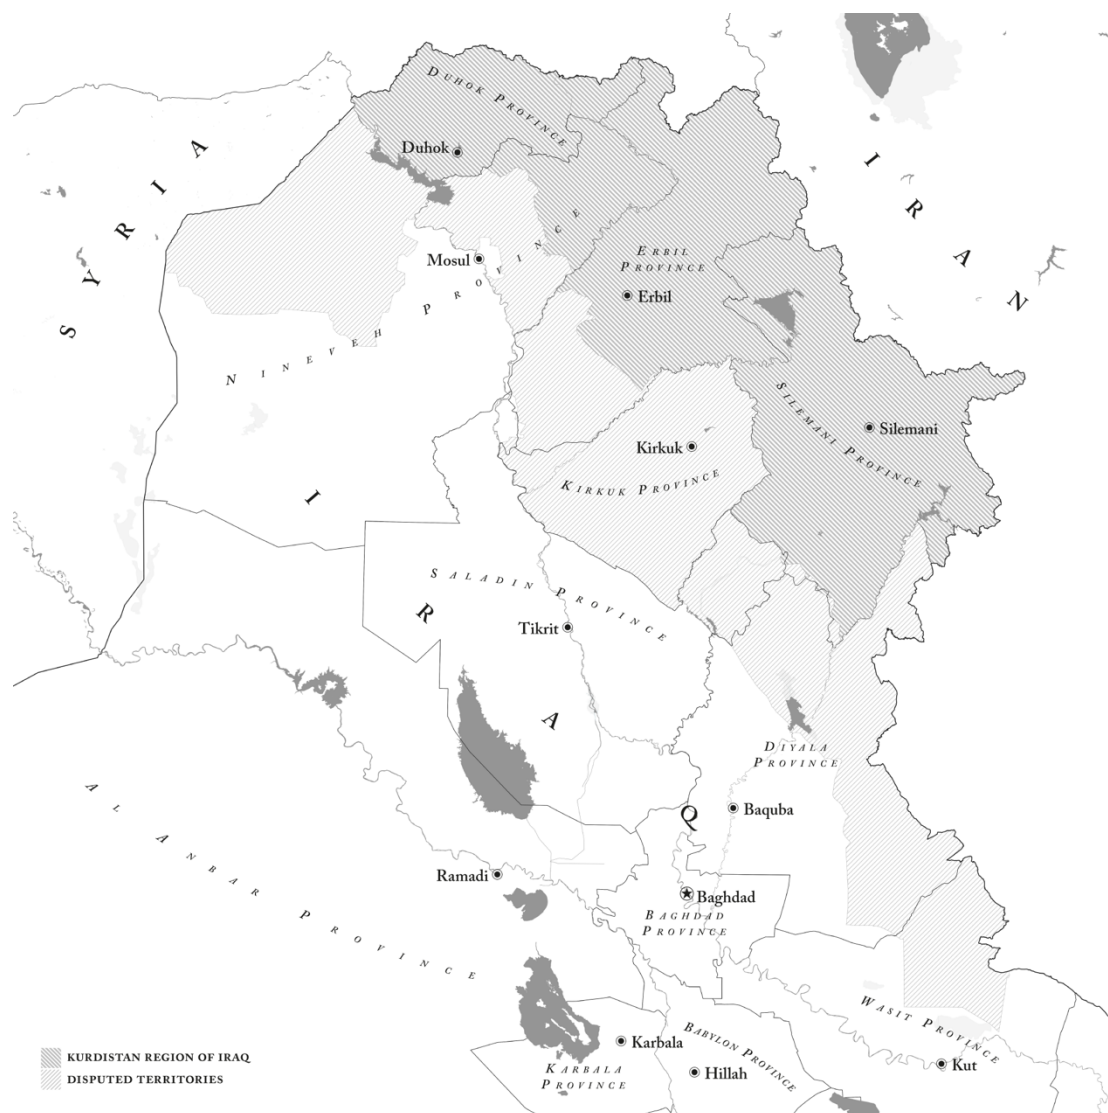 DUHOK PROVINCE
Duhok
SYRIA
IRAN
Mosul
NINEVEH PROVINCE
ERBIL
PROVINCE
Erbil
SILEMANI PROVINCE
Silemani
Kirkuk
KIRKUK PROVINCE
IRAQ
SALADIN PROVINCE
Tikrit
DIYALA
PROVINCE
Baquba
AL ANBAR PROVINCE
Ramadi
Baghdad
BAGHDAD
PROVINCE
WASIT PROVINCE
Kut
BABYLON PROVINCE
Karbala
KARBALA
PROVINCE
Hillah
KURDISTAN REGION OF IRAQ
DISPUTED TERRITORIES